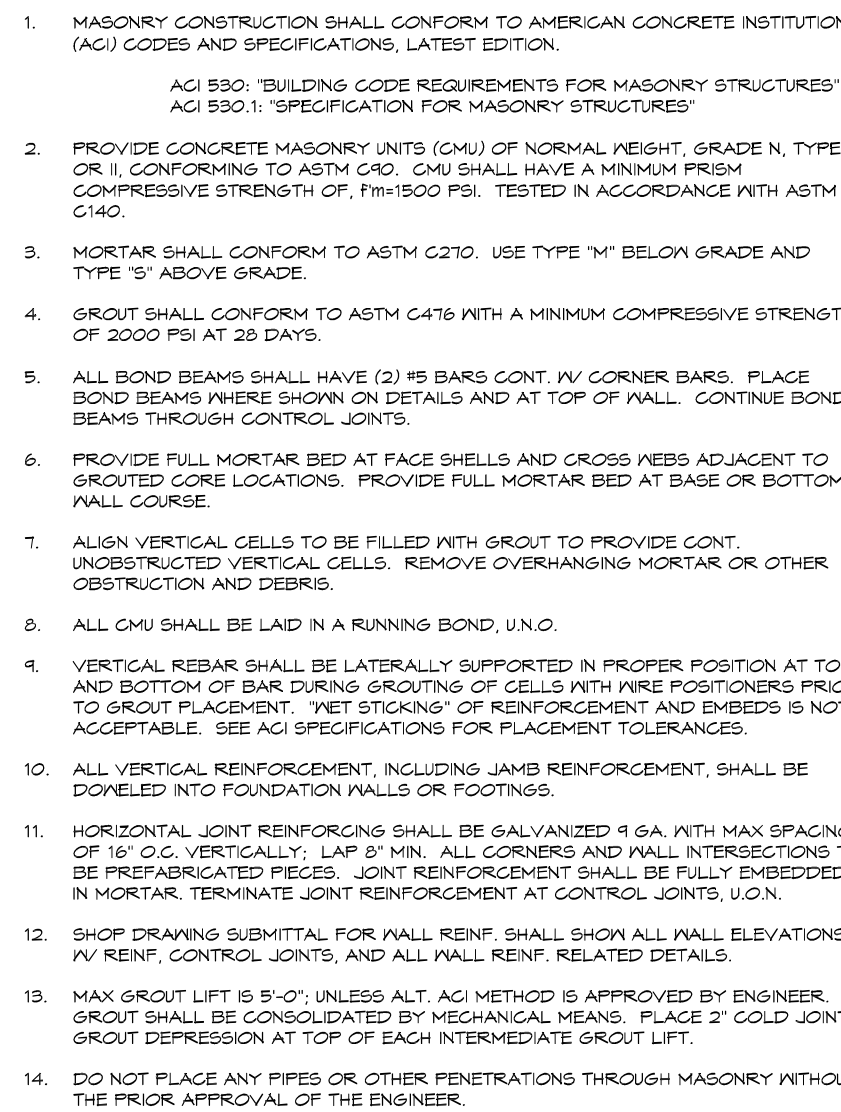 1. MASONRY CONSTRUCTION SHALL CONFORM TO AMERICAN CONCRETE INSTITUTION
(ACI) CODES AND SPECIFICATIONS, LATEST EDITION.
ACI 530: "BUILDING CODE REQUIREMENTS FOR MASONRY STRUCTURES"
ACI 530.1: "SPECIFICATION FOR MASONRY STRUCTURES"
2. PROVIDE CONCRETE MASONRY UNITS (CMU) OF NORMAL WEIGHT, GRADE N, TYPE
OR II, CONFORMING TO ASTM C90. CMU SHALL HAVE A MINIMUM PRISM
COMPRESSIVE STRENGTH OF, f'm=1500 PSI. TESTED IN ACCORDANCE WITH ASTM
C140.
3. MORTAR SHALL CONFORM TO ASTM C270. USE TYPE "M" BELOW GRADE AND
TYPE "S" ABOVE GRADE.
4. GROUT SHALL CONFORM TO ASTM C476 WITH A MINIMUM COMPRESSIVE STRENGT
OF 2000 PSI AT 28 DAYS.
5. ALL BOND BEAMS SHALL HAVE (2) #5 BARS CONT. W/ CORNER BARS. PLACE
BOND BEAMS WHERE SHOWN ON DETAILS AND AT TOP OF WALL. CONTINUE BOND
BEAMS THROUGH CONTROL JOINTS.
6. PROVIDE FULL MORTAR BED AT FACE SHELLS AND CROSS WEBS ADJACENT TO
GROUTED CORE LOCATIONS. PROVIDE FULL MORTAR BED AT BASE OR BOTTOM
WALL COURSE.
7. ALIGN VERTICAL CELLS TO BE FILLED WITH GROUT TO PROVIDE CONT.
UNOBSTRUCTED VERTICAL CELLS. REMOVE OVERHANGING MORTAR OR OTHER
OBSTRUCTION AND DEBRIS.
8. ALL CMU SHALL BE LAID IN A RUNNING BOND, U.N.O.
9. VERTICAL REBAR SHALL BE LATERALLY SUPPORTED IN PROPER POSITION AT TO
AND BOTTOM OF BAR DURING GROUTING OF CELLS WITH WIRE POSITIONERS PRIO
TO GROUT PLACEMENT. "WET STICKING" OF REINFORCEMENT AND EMBEDS IS NOT
ACCEPTABLE. SEE ACI SPECIFICATIONS FOR PLACEMENT TOLERANCES.
10. ALL VERTICAL REINFORCEMENT, INCLUDING JAMB REINFORCEMENT, SHALL BE
DOWELED INTO FOUNDATION WALLS OR FOOTINGS.
11. HORIZONTAL JOINT REINFORCING SHALL BE GALVANIZED 9 GA. WITH MAX SPACING
OF 16" O.C. VERTICALLY; LAP 8" MIN. ALL CORNERS AND WALL INTERSECTIONS T
BE PREFABRICATED PIECES. JOINT REINFORCEMENT SHALL BE FULLY EMBEDDED
IN MORTAR. TERMINATE JOINT REINFORCEMENT AT CONTROL JOINTS, U.O.N.
12. SHOP DRAWING SUBMITTAL FOR WALL REINF. SHALL SHOW ALL WALL ELEVATIONS
W/ REINF, CONTROL JOINTS, AND ALL WALL REINF. RELATED DETAILS.
13. MAX GROUT LIFT IS 5'-0"; UNLESS ALT. ACI METHOD IS APPROVED BY ENGINEER.
GROUT SHALL BE CONSOLIDATED BY MECHANICAL MEANS. PLACE 2" COLD JOINT
GROUT DEPRESSION AT TOP OF EACH INTERMEDIATE GROUT LIFT.
14. DO NOT PLACE ANY PIPES OR OTHER PENETRATIONS THROUGH MASONRY WITHOU
THE PRIOR APPROVAL OF THE ENGINEER.